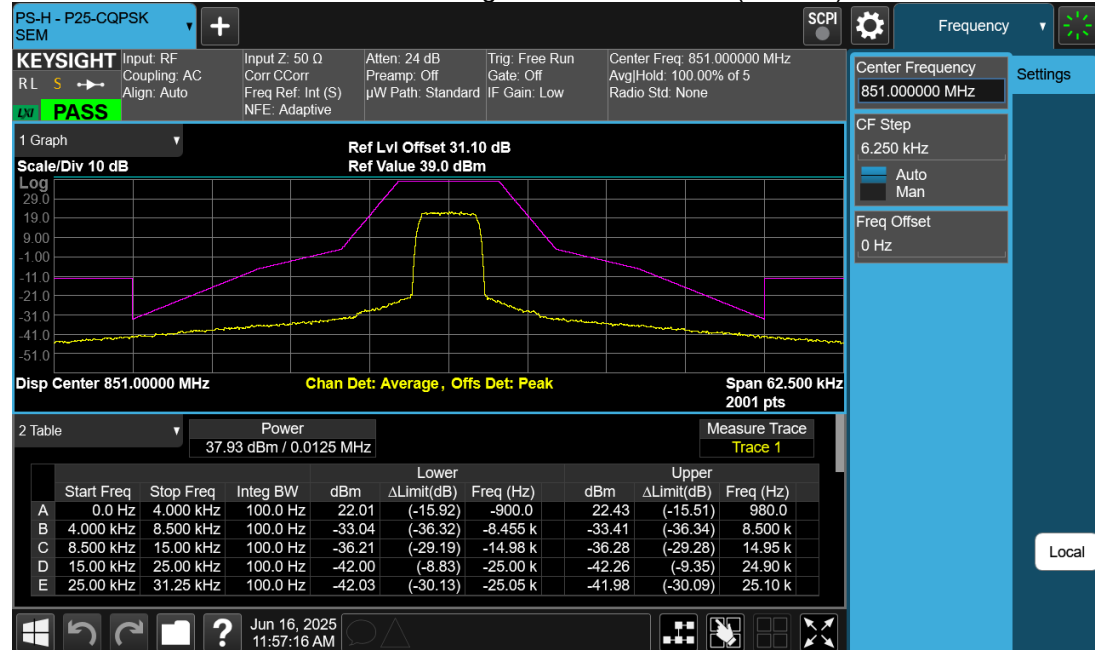 PS-H - P25-CQPSK
SEM
SCPI
Frequency
KEYSIGHT
RL S
LXI PASS
Input: RF
Coupling: AC
Align: Auto
Input Z: 50 Ω
Corr CCorr
Freq Ref: Int (S)
NFE: Adaptive
Atten: 24 dB
Preamp: Off
µW Path: Standard
Trig: Free Run
Gate: Off
IF Gain: Low
Center Freq: 851.000000 MHz
Avg|Hold: 100.00% of 5
Radio Std: None
Center Frequency
851.000000 MHz
Settings
CF Step
6.250 kHz
Auto
Man
Freq Offset
0 Hz
Local
1 Graph
Scale/Div 10 dB
Ref Lvl Offset 31.10 dB
Ref Value 39.0 dBm
Log
29.0
19.0
9.00
-1.00
-11.0
-21.0
-31.0
-41.0
-51.0
Disp Center 851.00000 MHz Chan Det: Average , Offs Det: Peak Span 62.500 kHz
2001 pts
2 Table
Power
37.93 dBm / 0.0125 MHz
Measure Trace
Trace 1
Lower Upper
Start Freq Stop Freq Integ BW dBm ∆Limit(dB) Freq (Hz) dBm ∆Limit(dB) Freq (Hz)
A 0.0 Hz 4.000 kHz 100.0 Hz 22.01 (-15.92) -900.0 22.43 (-15.51) 980.0
B 4.000 kHz 8.500 kHz 100.0 Hz -33.04 (-36.32) -8.455 k -33.41 (-36.34) 8.500 k
C 8.500 kHz 15.00 kHz 100.0 Hz -36.21 (-29.19) -14.98 k -36.28 (-29.28) 14.95 k
D 15.00 kHz 25.00 kHz 100.0 Hz -42.00 (-8.83) -25.00 k -42.26 (-9.35) 24.90 k
E 25.00 kHz 31.25 kHz 100.0 Hz -42.03 (-30.13) -25.05 k -41.98 (-30.09) 25.10 k
?
Jun 16, 2025
11:57:16 AM